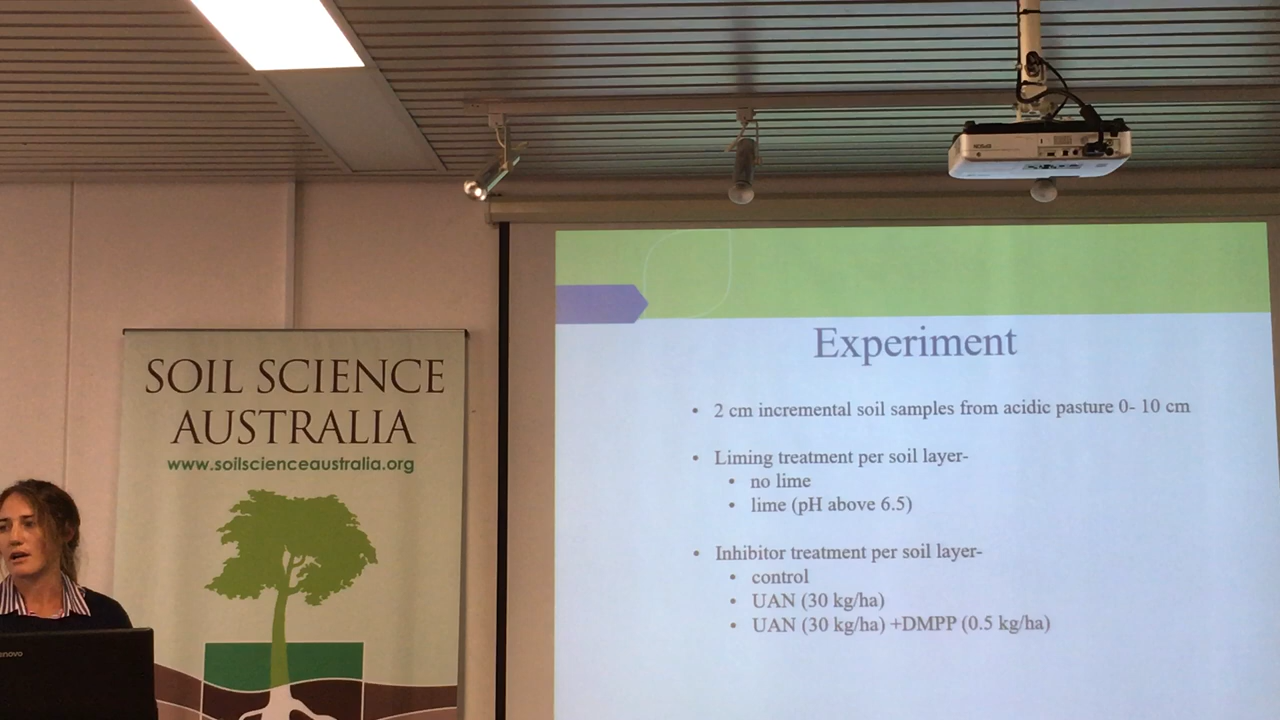 SOIL SCIENCE
AUSTRALIA
www.soilscienceaustralia.org
enovo
EPSON
Experiment
• 2 cm incremental soil samples from acidic pasture 0- 10 cm
• Liming treatment per soil layer-
• no lime
• lime (pH above 6.5)
• Inhibitor treatment per soil layer-
• control
• UAN (30 kg/ha)
• UAN (30 kg/ha) +DMPP (0.5 kg/ha)